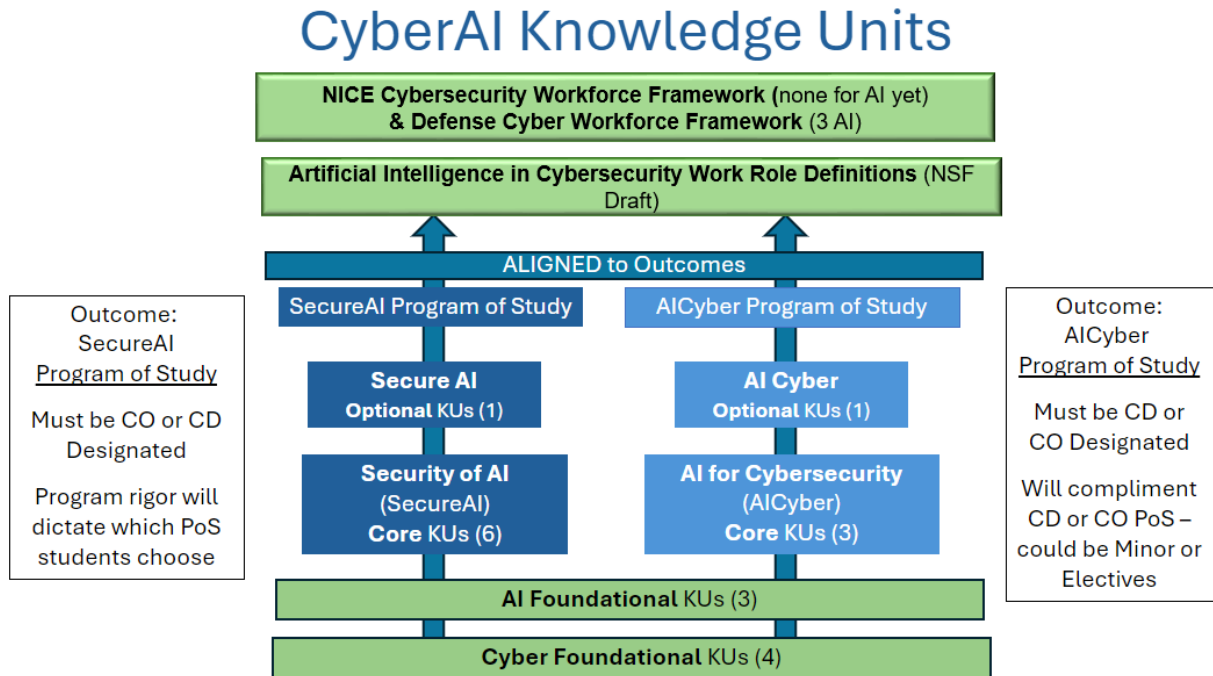 CyberAI Knowledge Units
NICE Cybersecurity Workforce Framework (none for AI yet)
& Defense Cyber Workforce Framework (3 AI)
Artificial Intelligence in Cybersecurity Work Role Definitions (NSF
Draft)
ALIGNED to Outcomes
SecureAI Program of Study
AICyber Program of Study
Outcome:
SecureAI
Program of Study
Must be CO or CD
Designated
Program rigor will
dictate which PoS
students choose
Secure AI
Optional KUs (1)
AI Cyber
Optional KUs (1)
Security of AI
(SecureAI)
Core KUs (6)
AI for Cybersecurity
(AICyber)
Core KUs (3)
Outcome:
AICyber
Program of Study
Must be CD or
CO Designated
Will compliment
CD or CO PoS –
could be Minor or
Electives
AI Foundational KUs (3)
Cyber Foundational KUs (4)